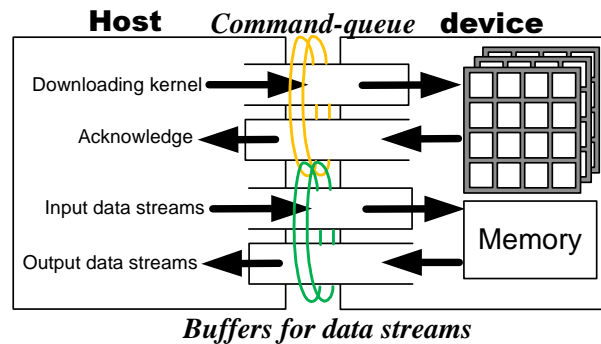 Host
Command-queue
device
Downloading kernel
Acknowledge
Input data streams
Memory
Output data streams
Buffers for data streams